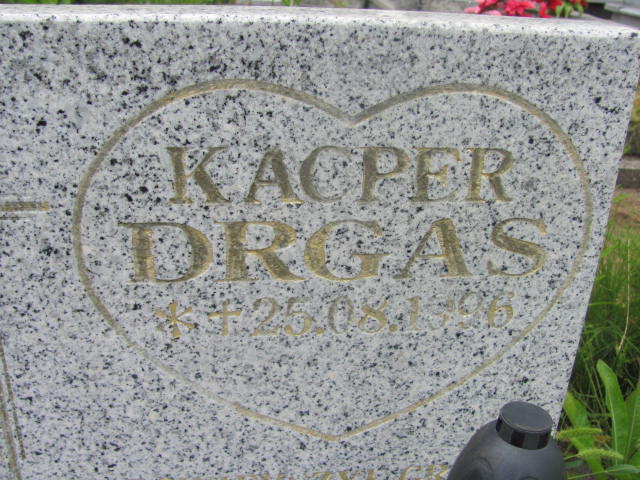 KACPER
DRGAS
*+25.08.1996